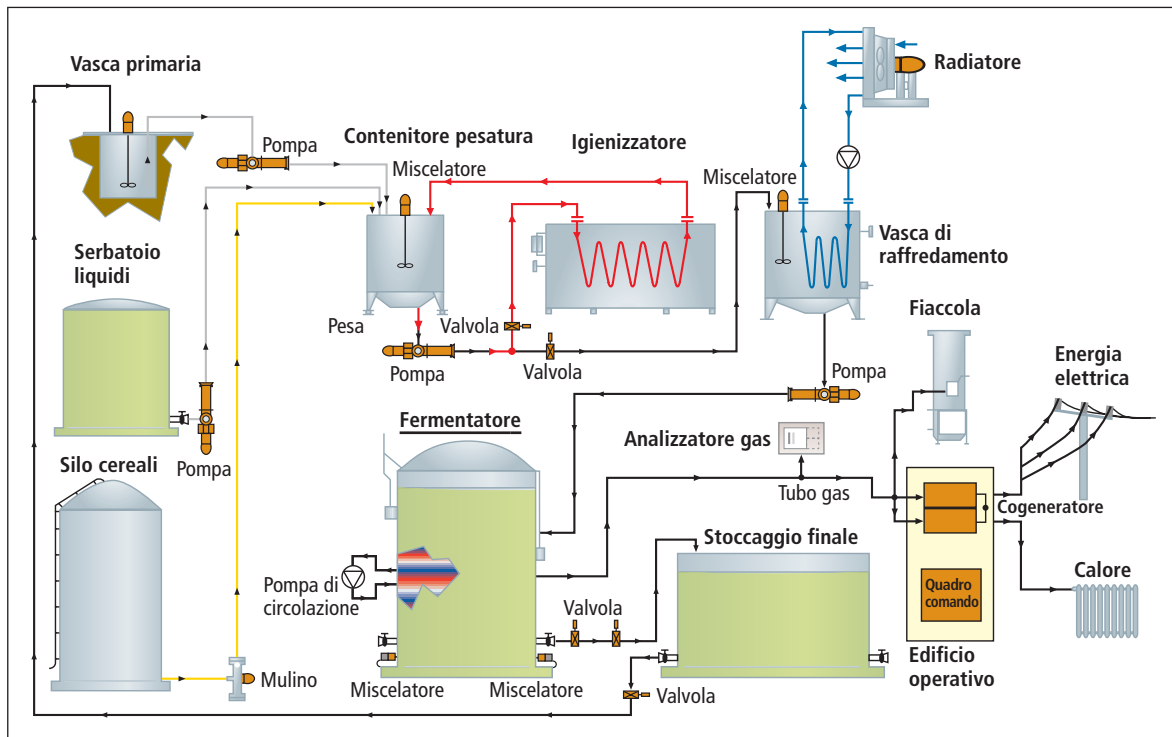 Vasca primaria
Pompa
Contenitore pesatura
Miscelatore
Igienizzatore
Miscelatore
Radiatore
Serbatoio
liquidi
Vasca di
raffredamento
Pesa
Pompa
Valvola
Valvola
Pompa
Fiaccola
Energia
elettrica
Pompa
Fermentatore
Analizzatore gas
Tubo gas
Silo cereali
Cogeneratore
Stoccaggio finale
Pompa di
circolazione
Valvola
Quadro
comando
Calore
Edificio
operativo
Mulino
Miscelatore
Miscelatore
Valvola